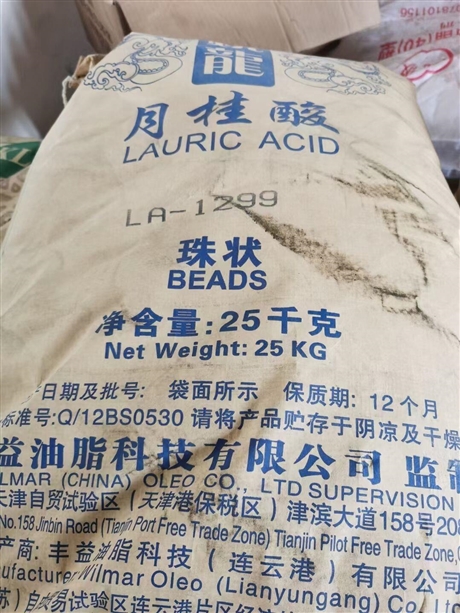 龍
月桂酸
LAURIC ACID
LA-1299
珠状
BEADS
净含量:25千克
Net Weight: 25 KG
日期及批号: 袋面所示 保质期: 12个月
标准号:Q/12BS0530 请将产品贮存于阴凉及干燥
益油脂科技有限公司 监制
(CHINA) OLEO CO., LTD SUPERVISION
天津自贸试验区 (天津港保税区) 津滨大道158号
No.158 Jinbin Road (Tianjin Port Free Trade Zone) Tianjin Pilot Free Trade Zone,
商: 丰益油脂科技 (连云港) 有限公司
Wilmar Oleo (Lianyungang) Co./
自贸易试验区连云港片区